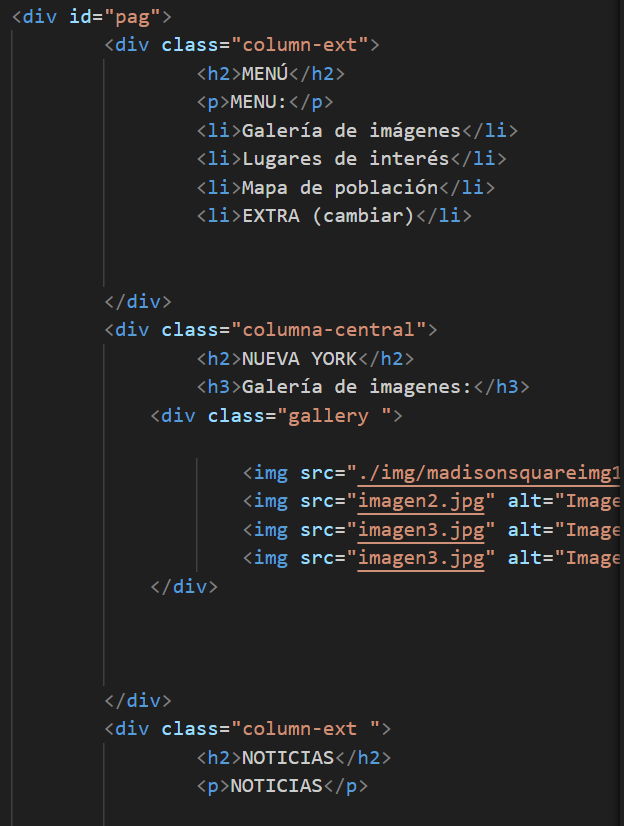 <div id="pag">
<div class="column-ext">
<h2>MENÚ</h2>
<p>MENU:</p>
<li>Galería de imágenes</li>
<li>Lugares de interés</li>
<li>Mapa de población</li>
<li>EXTRA (cambiar)</li>
</div>
<div class="columna-central">
<h2>NUEVA YORK</h2>
<h3>Galería de imagenes:</h3>
<div class="gallery ">
<img src="./img/madisonsquareimg1
<img src="imagen2.jpg" alt="Image
<img src="imagen3.jpg" alt="Image
<img src="imagen3.jpg" alt="Image
</div>
</div>
<div class="column-ext ">
<h2>NOTICIAS</h2>
<p>NOTICIAS</p>